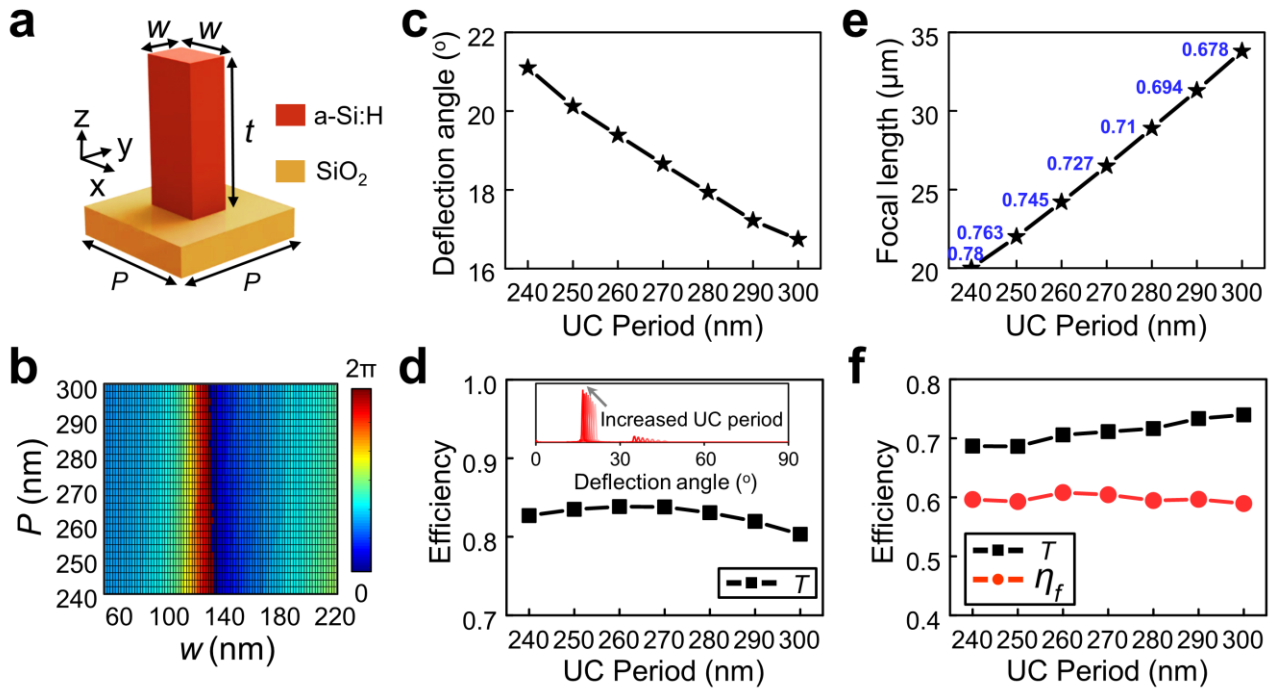 a
w w
t
a-Si:H
SiO2
z
y
x
P P
b
2π
0
300
290
280
270
260
250
240
P (nm)
60 100 140 180 220
w (nm)
c
22
20
18
16
Deflection angle (o)
240 250 260 270 280 290 300
UC Period (nm)
d
1.0
0.9
0.8
0.7
Efficiency
Increased UC period
0 30 60 90
Deflection angle (o)
T
240 250 260 270 280 290 300
UC Period (nm)
e
35
30
25
20
Focal length (μm)
0.678
0.694
0.71
0.727
0.745
0.763
0.78
240 250 260 270 280 290 300
UC Period (nm)
f
0.8
0.7
0.6
0.5
0.4
Efficiency
T
ηf
240 250 260 270 280 290 300
UC Period (nm)